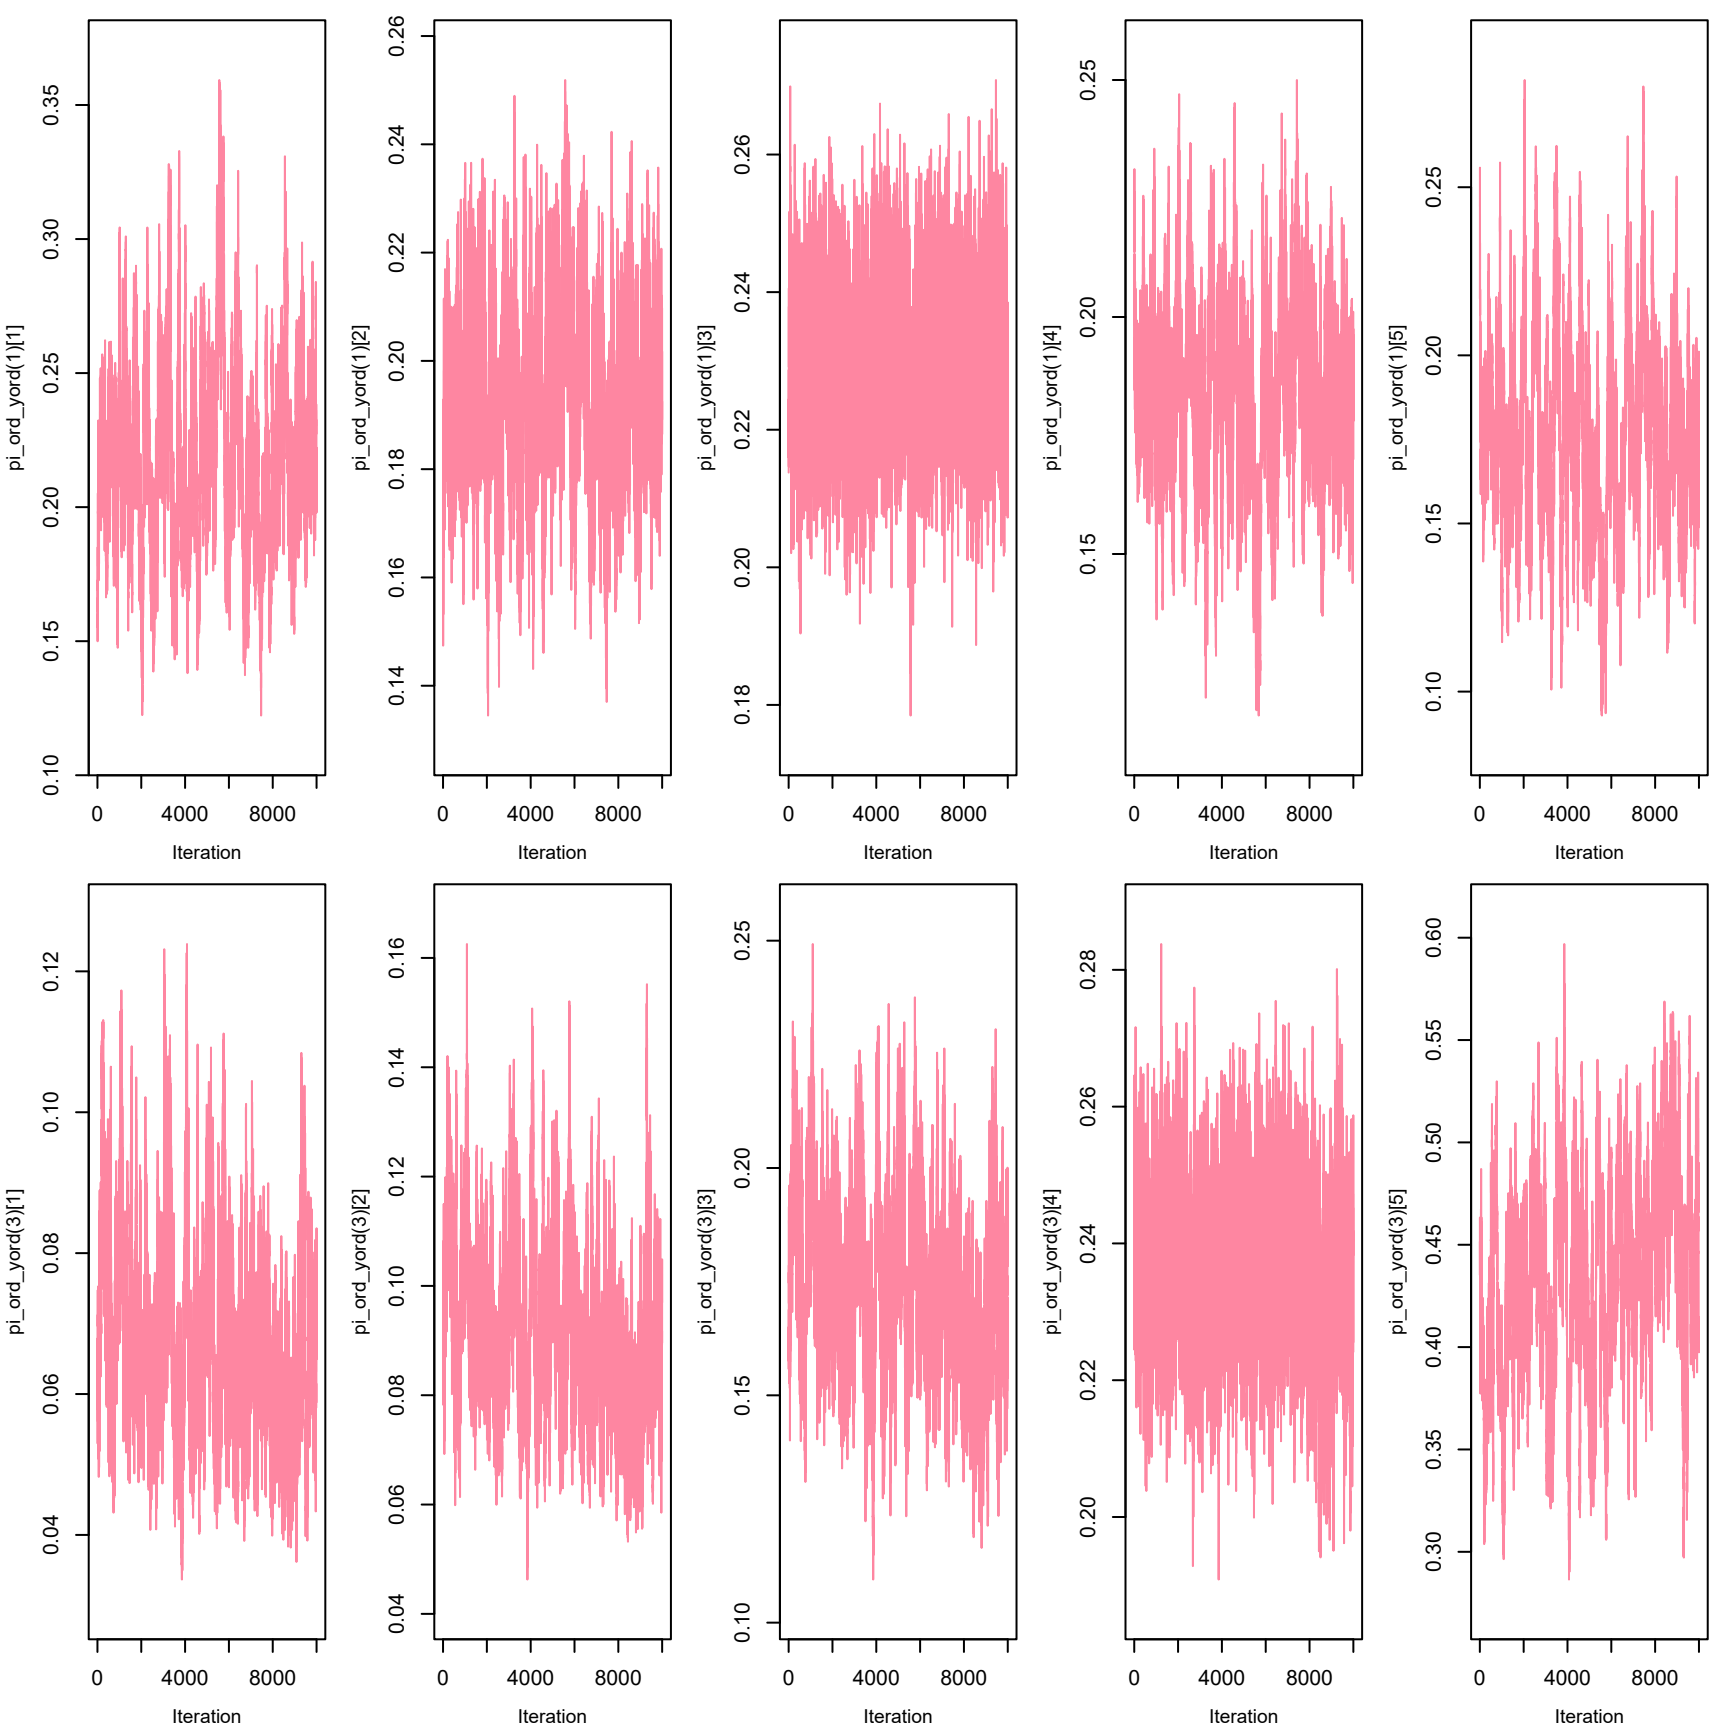 pi_ord_yord(1)[1]
0.10 0.15 0.20 0.25 0.30 0.35
0 4000 8000
Iteration
pi_ord_yord(1)[2]
0.14 0.16 0.18 0.20 0.22 0.24 0.26
0 4000 8000
Iteration
pi_ord_yord(1)[3]
0.18 0.20 0.22 0.24 0.26
0 4000 8000
Iteration
pi_ord_yord(1)[4]
0.15 0.20 0.25
0 4000 8000
Iteration
pi_ord_yord(1)[5]
0.10 0.15 0.20 0.25
0 4000 8000
Iteration
pi_ord_yord(3)[1]
0.04 0.06 0.08 0.10 0.12
0 4000 8000
Iteration
pi_ord_yord(3)[2]
0.04 0.06 0.08 0.10 0.12 0.14 0.16
0 4000 8000
Iteration
pi_ord_yord(3)[3]
0.10 0.15 0.20 0.25
0 4000 8000
Iteration
pi_ord_yord(3)[4]
0.20 0.22 0.24 0.26 0.28
0 4000 8000
Iteration
pi_ord_yord(3)[5]
0.30 0.35 0.40 0.45 0.50 0.55 0.60
0 4000 8000
Iteration